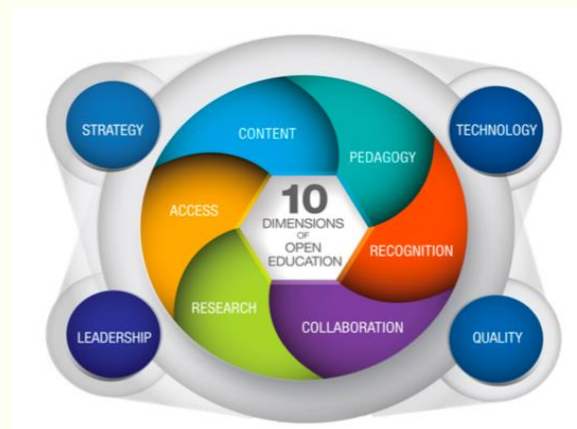 STRATEGY
TECHNOLOGY
CONTENT
PEDAGOGY
ACCESS
10
DIMENSIONS
OF
OPEN
EDUCATION
RECOGNITION
RESEARCH
COLLABORATION
LEADERSHIP
QUALITY